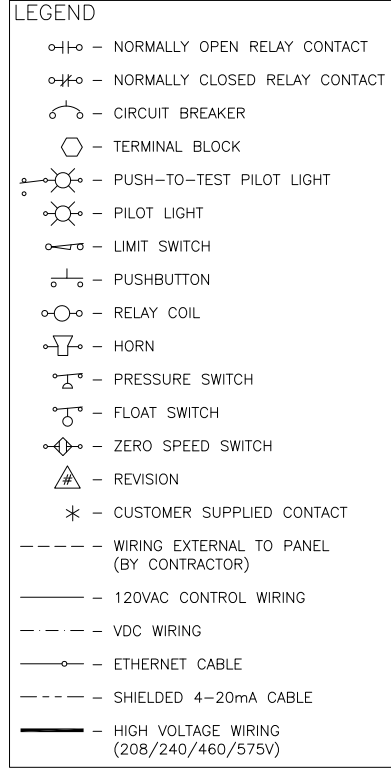 LEGEND
– NORMALLY OPEN RELAY CONTACT
– NORMALLY CLOSED RELAY CONTACT
– CIRCUIT BREAKER
– TERMINAL BLOCK
– PUSH-TO-TEST PILOT LIGHT
– PILOT LIGHT
– LIMIT SWITCH
– PUSHBUTTON
– RELAY COIL
– HORN
– PRESSURE SWITCH
– FLOAT SWITCH
– ZERO SPEED SWITCH
# – REVISION
– CUSTOMER SUPPLIED CONTACT
– WIRING EXTERNAL TO PANEL
(BY CONTRACTOR)
– 120VAC CONTROL WIRING
– VDC WIRING
– ETHERNET CABLE
– SHIELDED 4-20mA CABLE
– HIGH VOLTAGE WIRING
(208/240/460/575V)